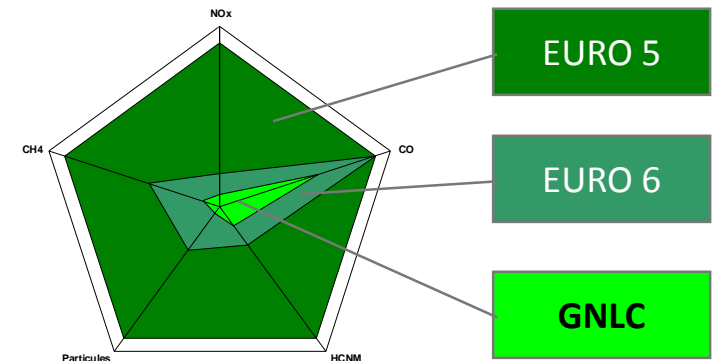 NOx
EURO 5
CH4
CO
EURO 6
GNLC
Particules
HCNM